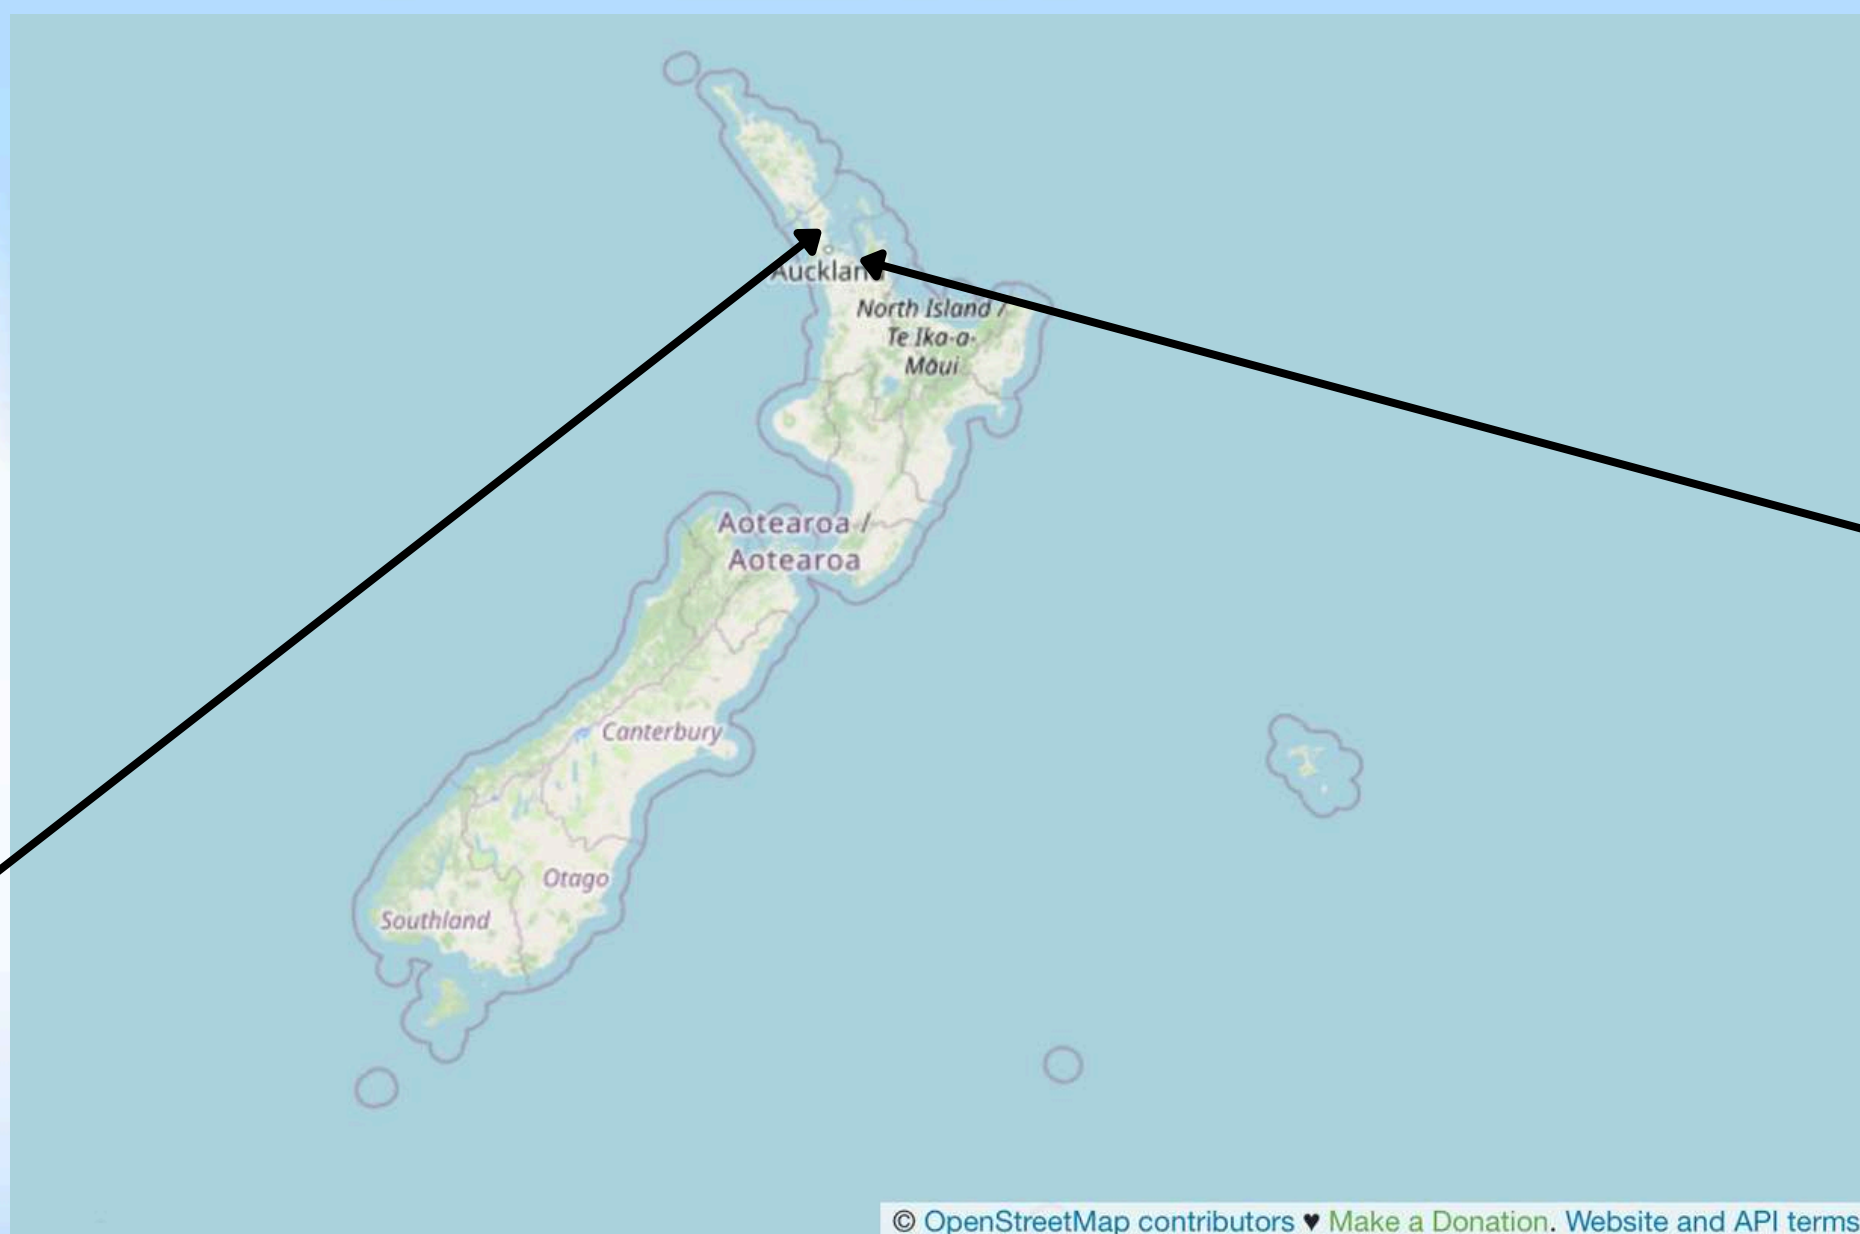 Auckland
North Island /
Te Ika-a-
Māui
Aotearoa /
Aotearoa
Canterbury
Otago
Southland
© OpenStreetMap contributors ♥ Make a Donation. Website and API terms